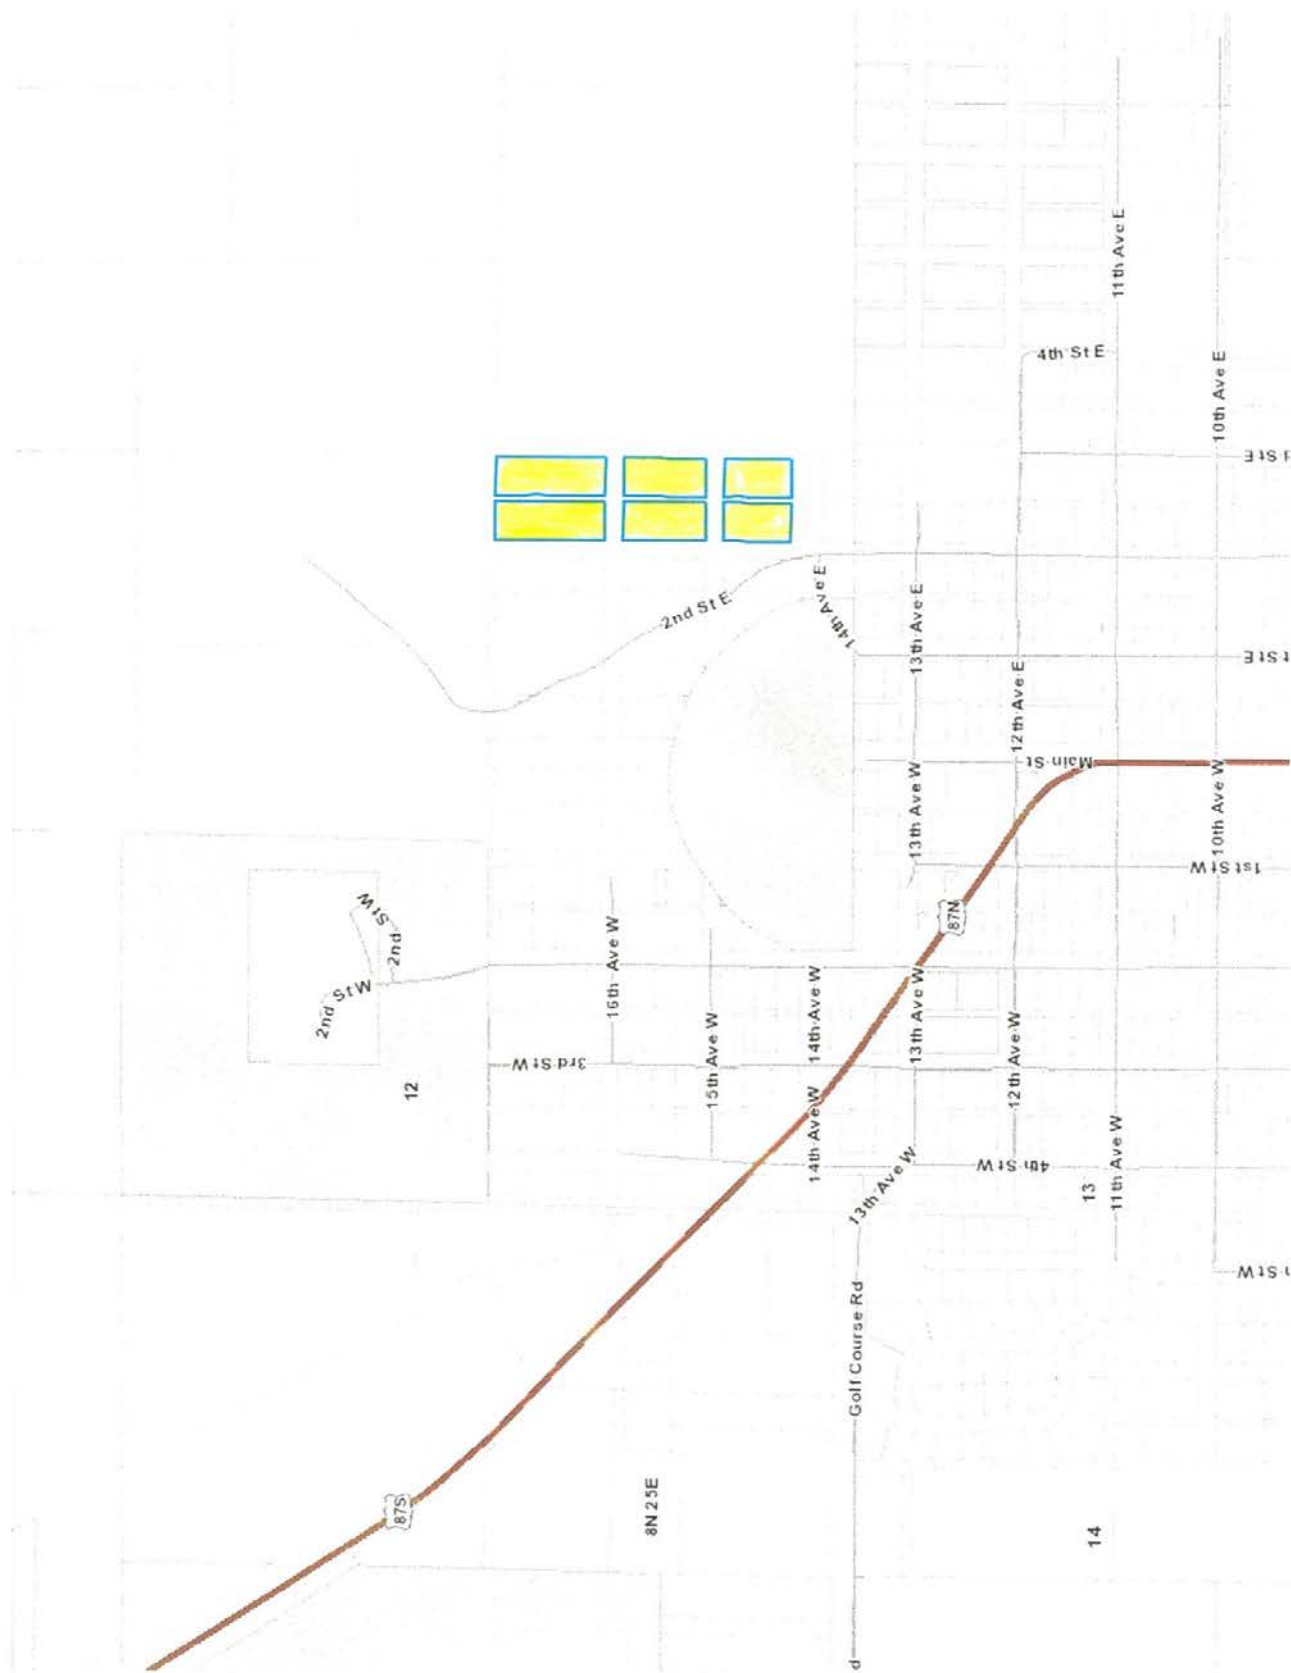 11th Ave E
4th St E
10th Ave E
d St E
2nd St E
14th Ave E
13th Ave E
t St E
12th Ave E
Main St
13th Ave W
10th Ave W
1st St W
87N
2nd St W
2nd St W
16th Ave W
15th Ave W
14th Ave W
13th Ave W
12th Ave W
3rd St W
12
14th Ave W
13th Ave W
4th St W
13
11th Ave W
h St W
Golf Course Rd
87S
8N 25E
14
d